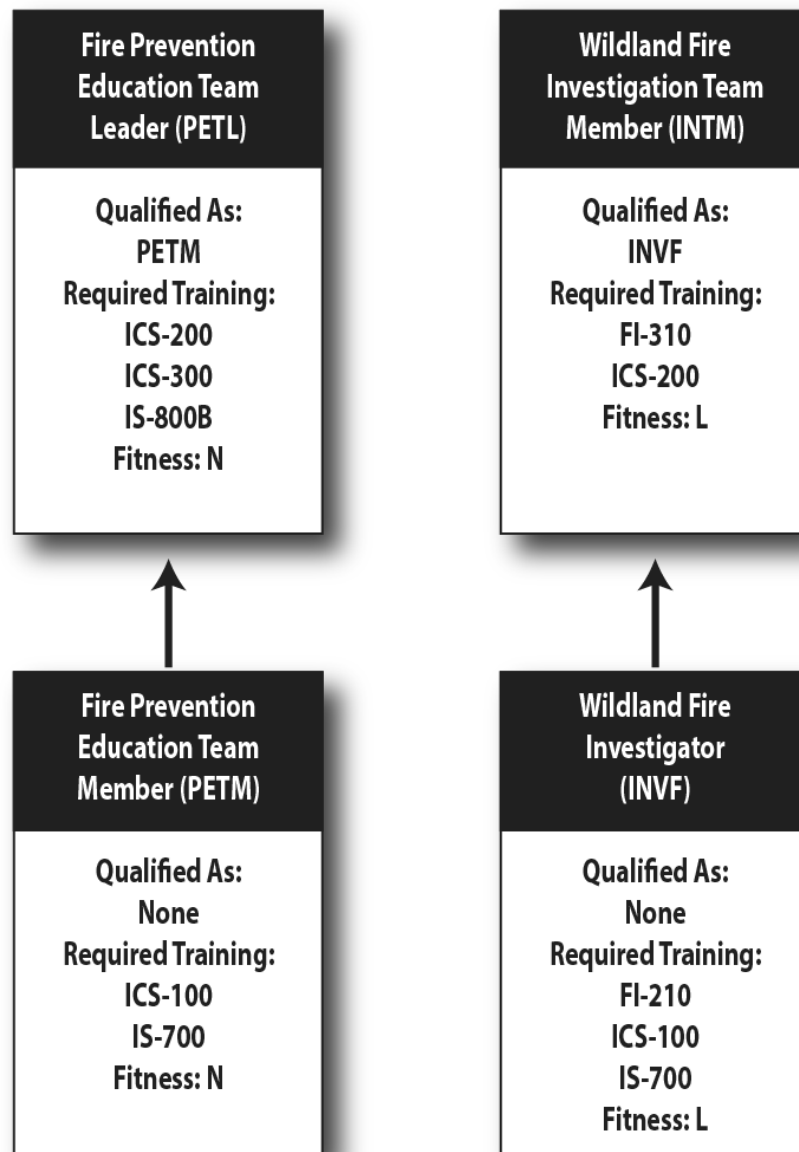 Fire Prevention
Education Team
Leader (PETL)
Qualified As:
PETM
Required Training:
ICS-200
ICS-300
IS-800B
Fitness: N
Wildland Fire
Investigation Team
Member (INTM)
Qualified As:
INVF
Required Training:
FI-310
ICS-200
Fitness: L
Fire Prevention
Education Team
Member (PETM)
Qualified As:
None
Required Training:
ICS-100
IS-700
Fitness: N
Wildland Fire
Investigator
(INVF)
Qualified As:
None
Required Training:
FI-210
ICS-100
IS-700
Fitness: L